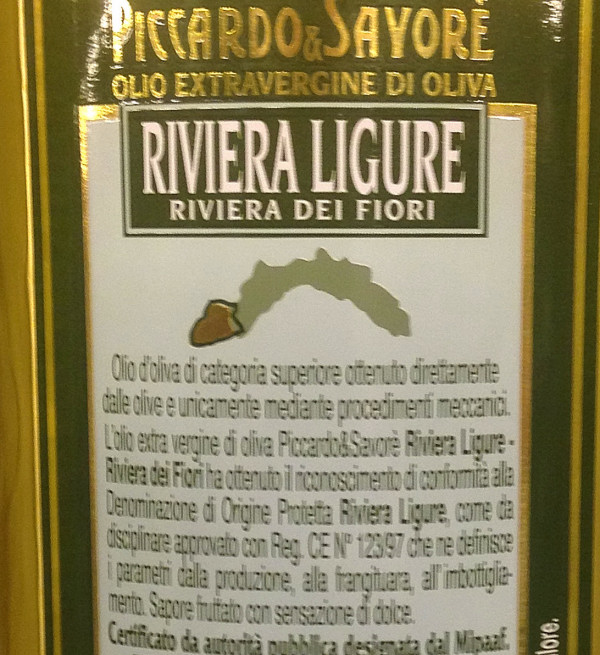 PICCARDO&SAVORÈ
OLIO EXTRAVERGINE DI OLIVA
RIVIERA LIGURE
RIVIERA DEI FIORI
Olio d'oliva di categoria superiore ottenuto direttamente
dalle olive e unicamente mediante procedimenti meccanici.
L'olio extra vergine di oliva Piccardo&Savorè Riviera Ligure -
Riviera dei Fiori ha ottenuto il riconoscimento di conformità alla
Denominazione di Origine Protetta Riviera Ligure, come da
disciplinare approvato con Reg. CE N° 123/97 che ne definisce
i parametri dalla produzione, alla frangituara, all'imbottiglia-
mento. Sapore fruttato con sensazione di dolce.
Certificato da autorità pubblica designata dal Mipaaf.